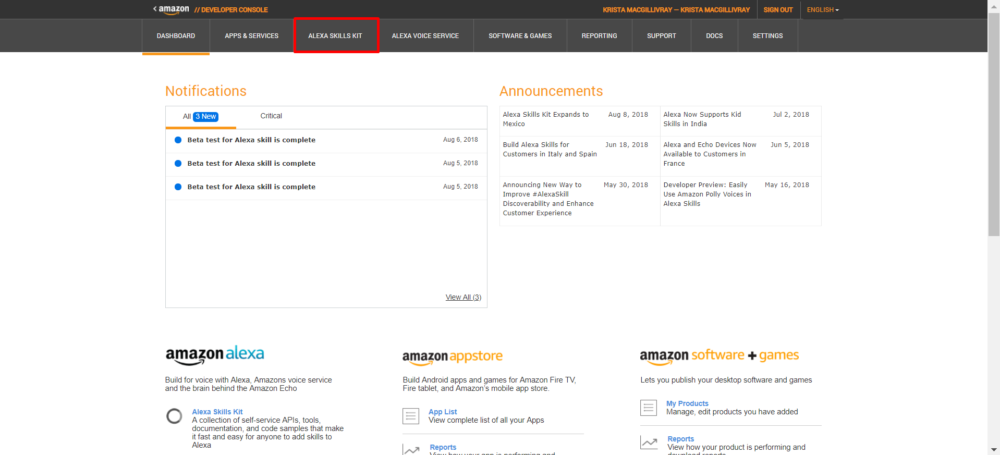 amazon // DEVELOPER CONSOLE
KRISTA MACGILLIVRAY — KRISTA MACGILLIVRAY
SIGN OUT
ENGLISH
DASHBOARD
APPS & SERVICES
ALEXA SKILLS KIT
ALEXA VOICE SERVICE
SOFTWARE & GAMES
REPORTING
SUPPORT
DOCS
SETTINGS
Notifications
All 3 New
Critical
Beta test for Alexa skill is complete Aug 6, 2018
Beta test for Alexa skill is complete Aug 5, 2018
Beta test for Alexa skill is complete Aug 5, 2018
View All (3)
Announcements
Alexa Skills Kit Expands to Aug 8, 2018
Mexico
Alexa Now Supports Kid Jul 2, 2018
Skills in India
Build Alexa Skills for Jun 18, 2018
Customers in Italy and Spain
Alexa and Echo Devices Now Jun 5, 2018
Available to Customers in
France
Announcing New Way to May 30, 2018
Improve #AlexaSkill
Discoverability and Enhance
Customer Experience
Developer Preview: Easily May 16, 2018
Use Amazon Polly Voices in
Alexa Skills
amazon alexa
Build for voice with Alexa, Amazons voice service
and the brain behind the Amazon Echo
Alexa Skills Kit
A collection of self-service APIs, tools,
documentation, and code samples that make
it fast and easy for anyone to add skills to
Alexa
amazon appstore
Build Android apps and games for Amazon Fire TV,
Fire tablet, and Amazon's mobile app store.
App List
View complete list of all your Apps
Reports
View how your app is performing and
amazon software + games
Lets you publish your desktop software and games
My Products
Manage, edit products you have added
Reports
View how your product is performing and
download reports